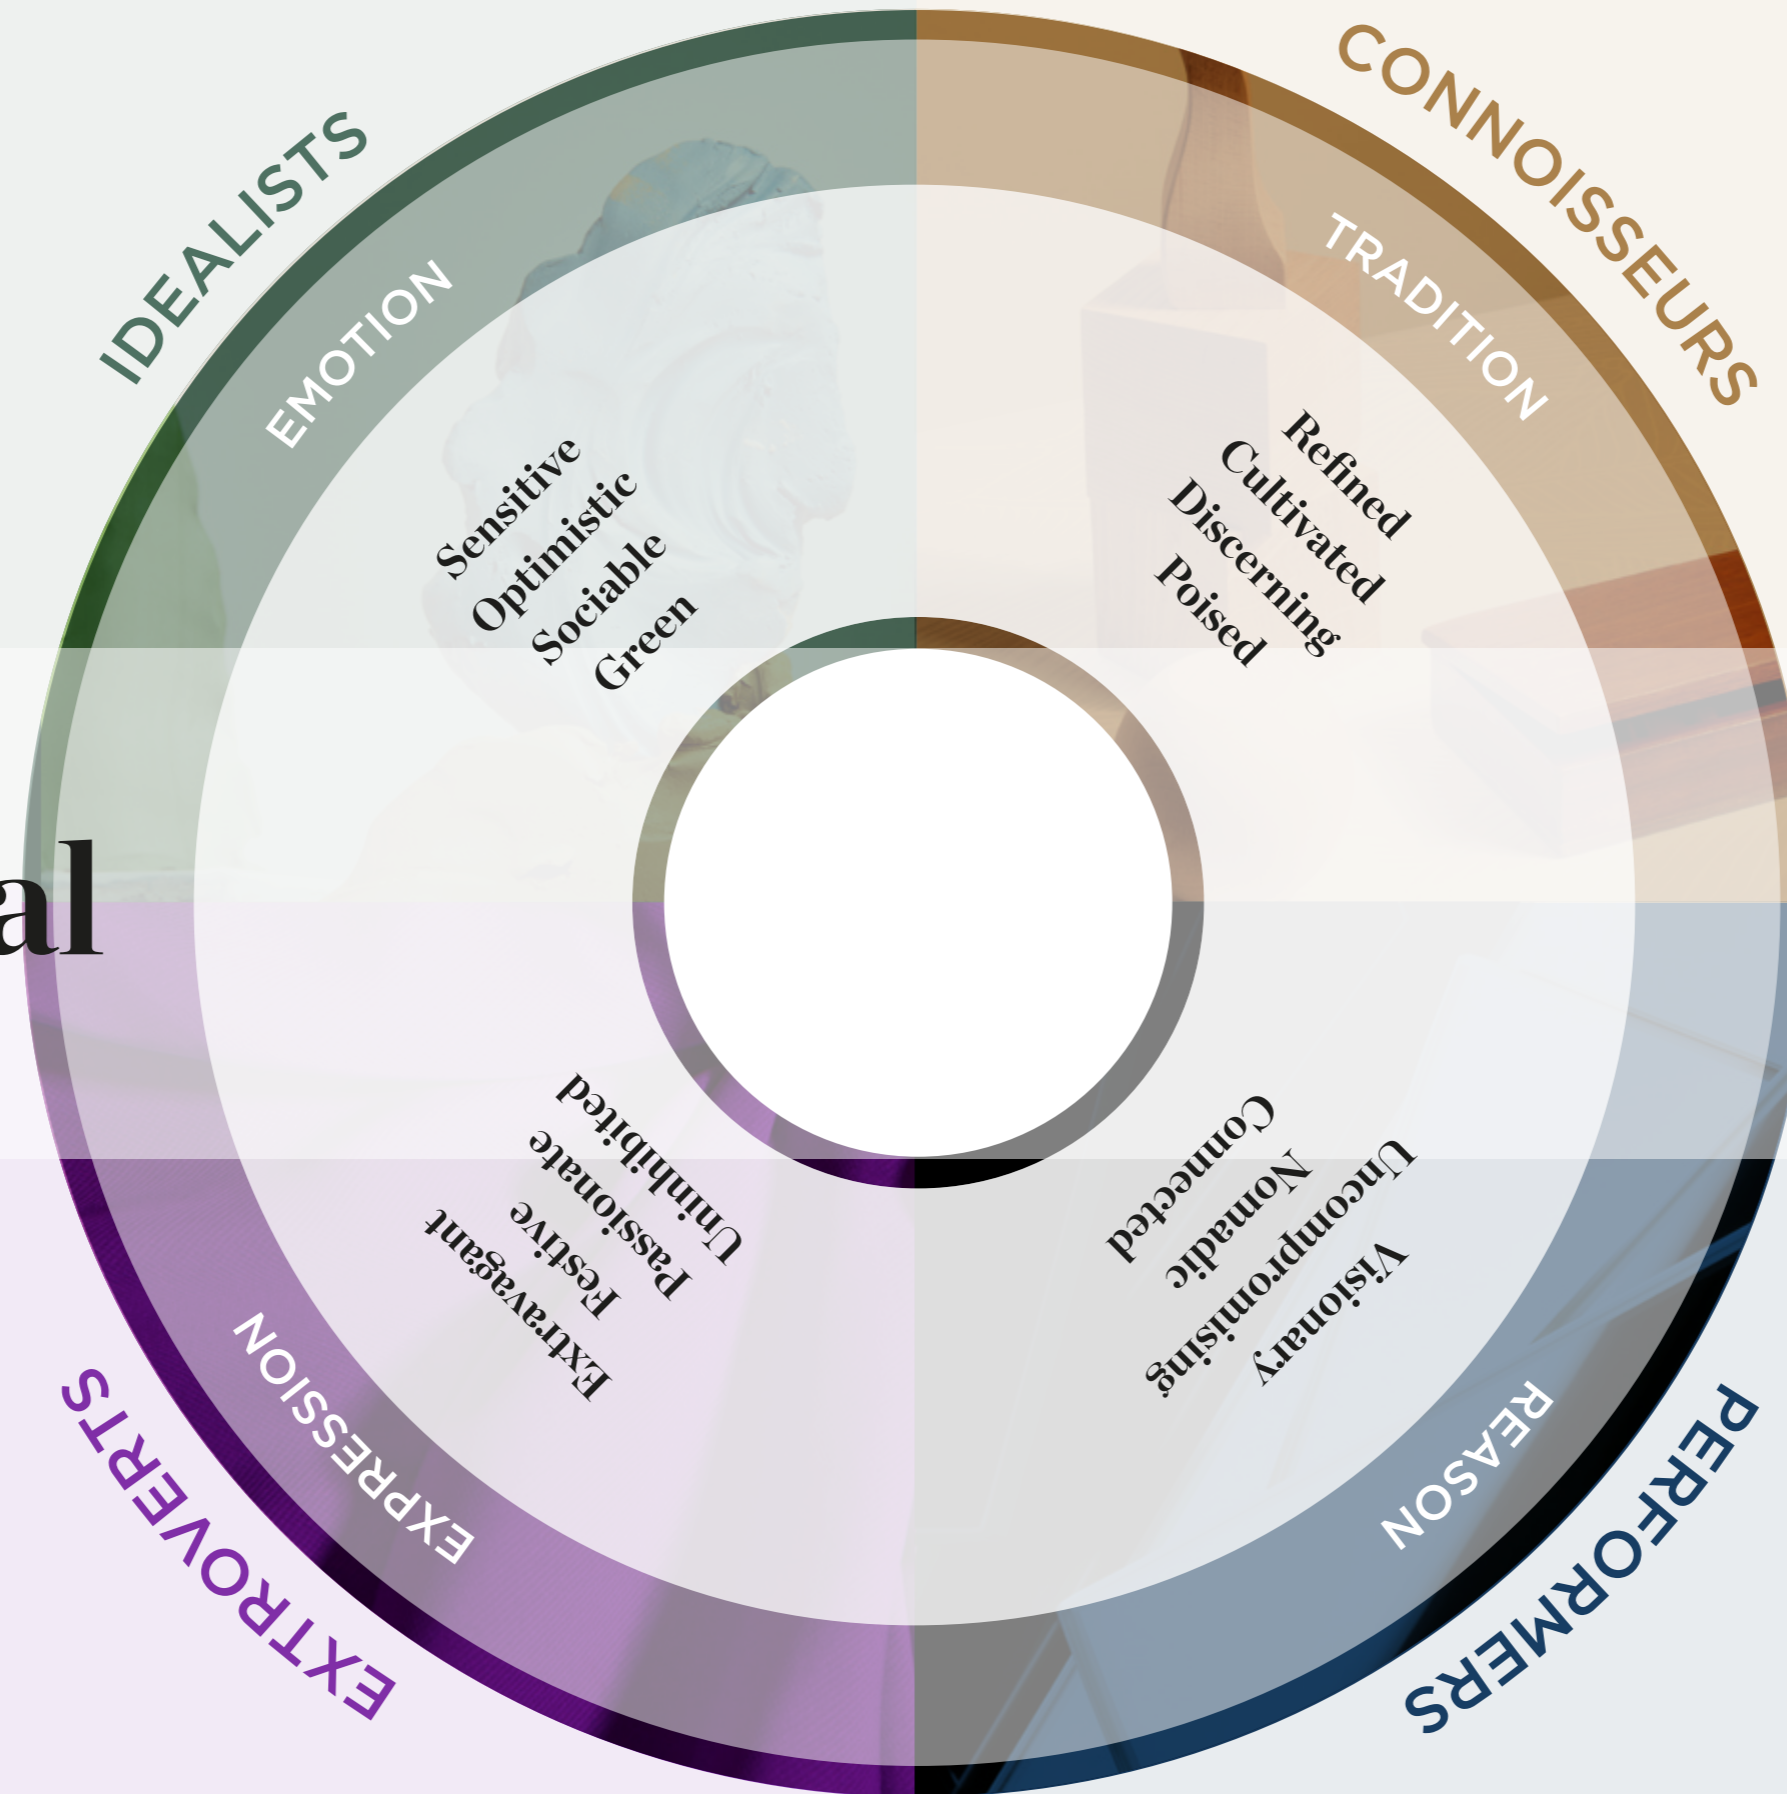 IDEALISTS
EMOTION
Sensitive
Optimistic
Sociable
Green
CONNOISSEURS
TRADITION
Refined
Cultivated
Discerning
Poised
al
EXTROVERTS
EXPRESSION
Extravagant
Festive
Passionate
Uninhibited
PERFORMERS
REASON
Visionary
Uncompromising
Nomadic
Connected